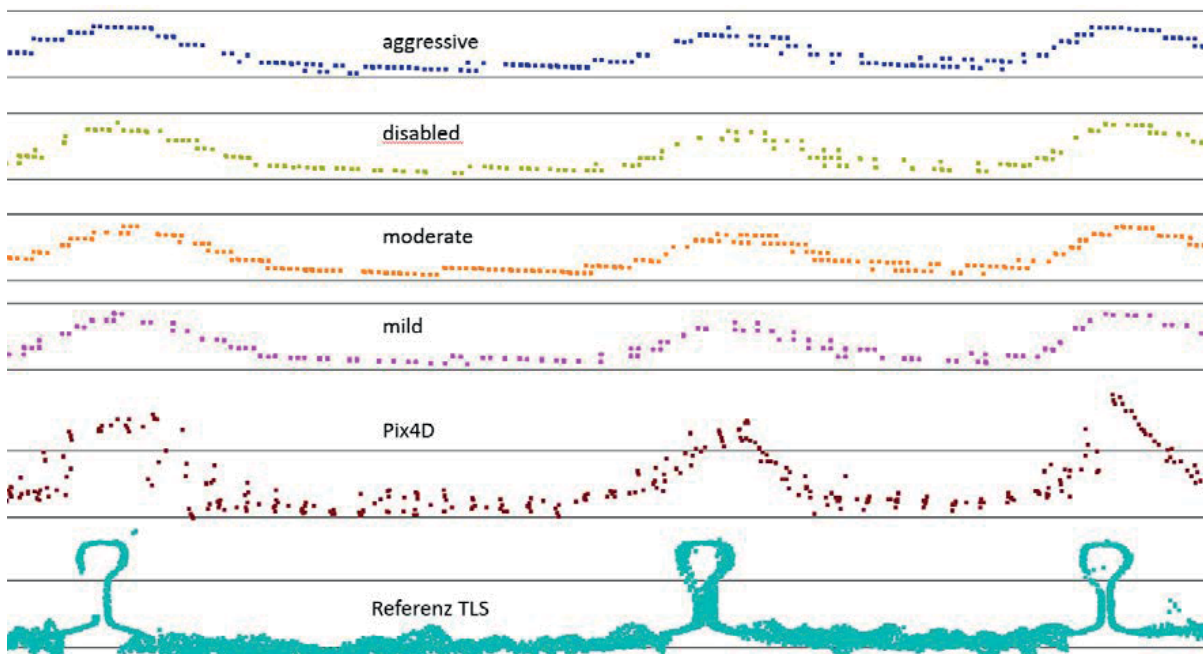 aggressive
disabled
moderate
mild
Pix4D
Referenz TLS